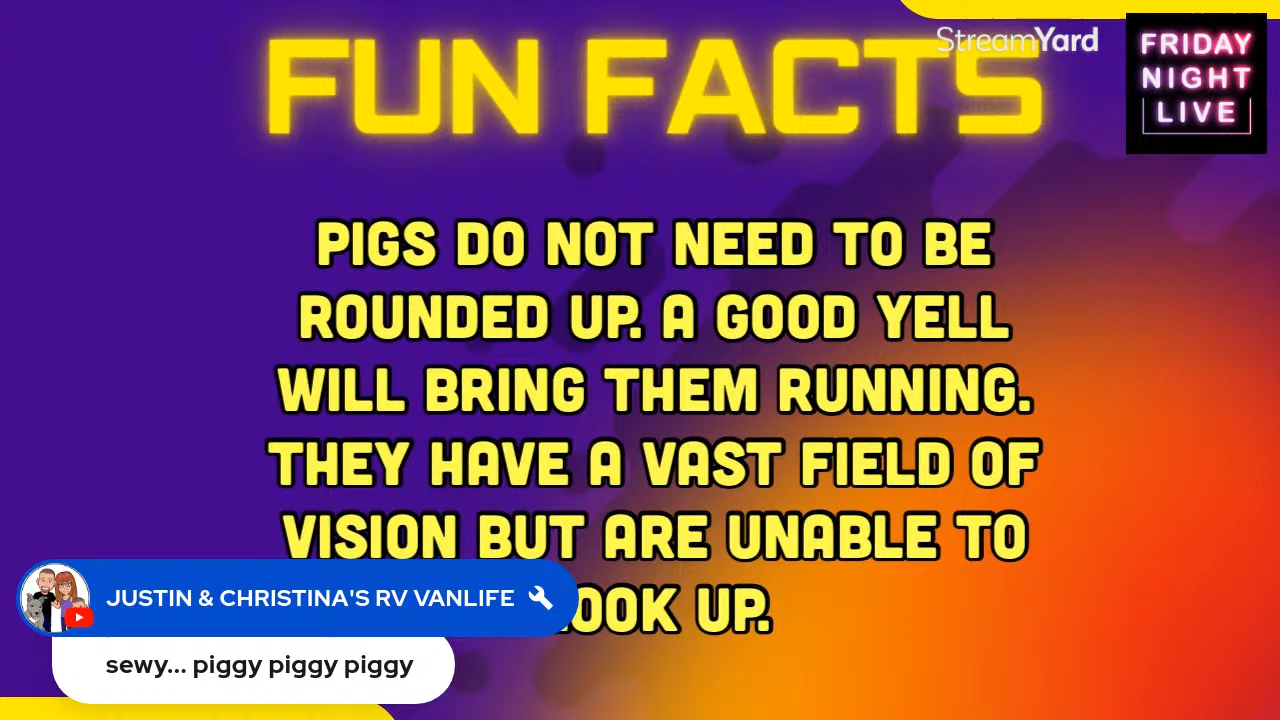 FUN FACTS
StreamYard
FRIDAY
NIGHT
LIVE
PIGS DO NOT NEED TO BE
ROUNDED UP. A GOOD YELL
WILL BRING THEM RUNNING.
THEY HAVE A VAST FIELD OF
VISION BUT ARE UNABLE TO
LOOK UP.
JUSTIN & CHRISTINA'S RV VANLIFE
sewy... piggy piggy piggy